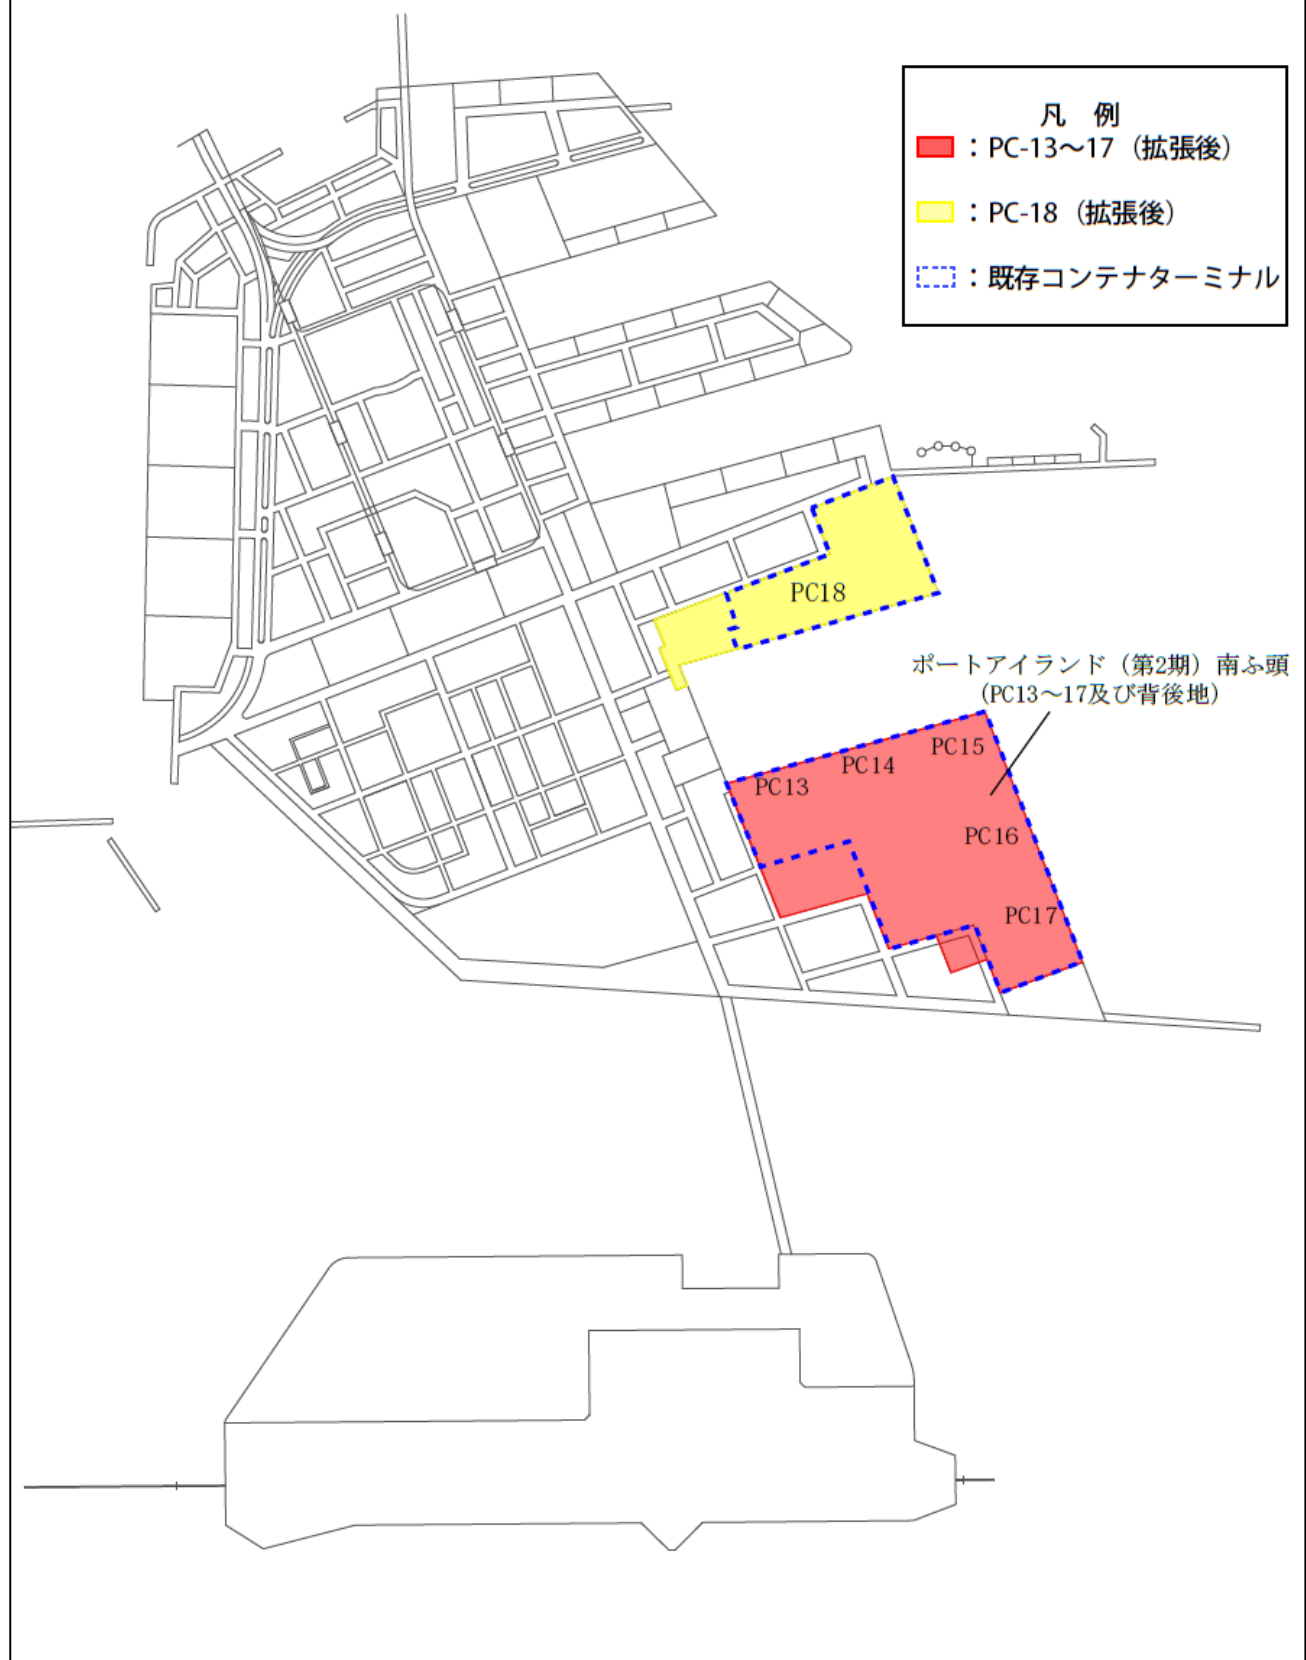 凡　例
：PC-13～17（拡張後）
：PC-18（拡張後）
：既存コンテナターミナル
PC18
ポートアイランド（第2期）南ふ頭
(PC13～17及び背後地)
PC15
PC14
PC13
PC16
PC17